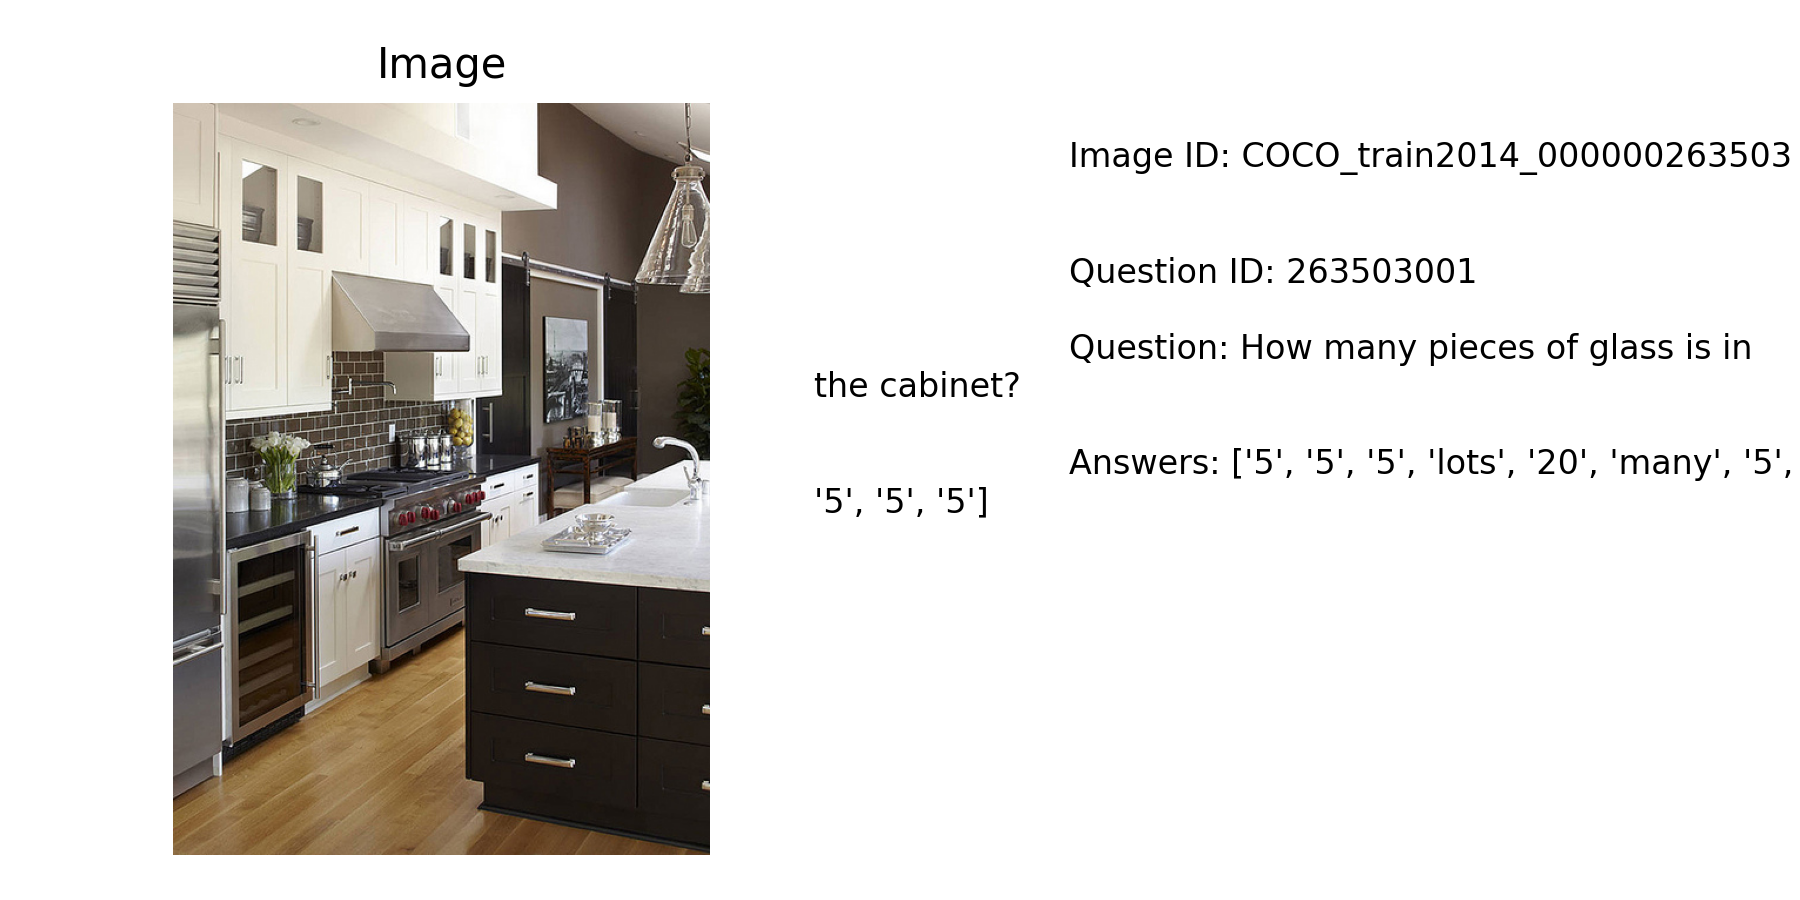 Image
Image ID: COCO_train2014_000000263503
Question ID: 263503001
Question: How many pieces of glass is in
the cabinet?
Answers: ['5', '5', '5', 'lots', '20', 'many', '5',
'5', '5', '5']